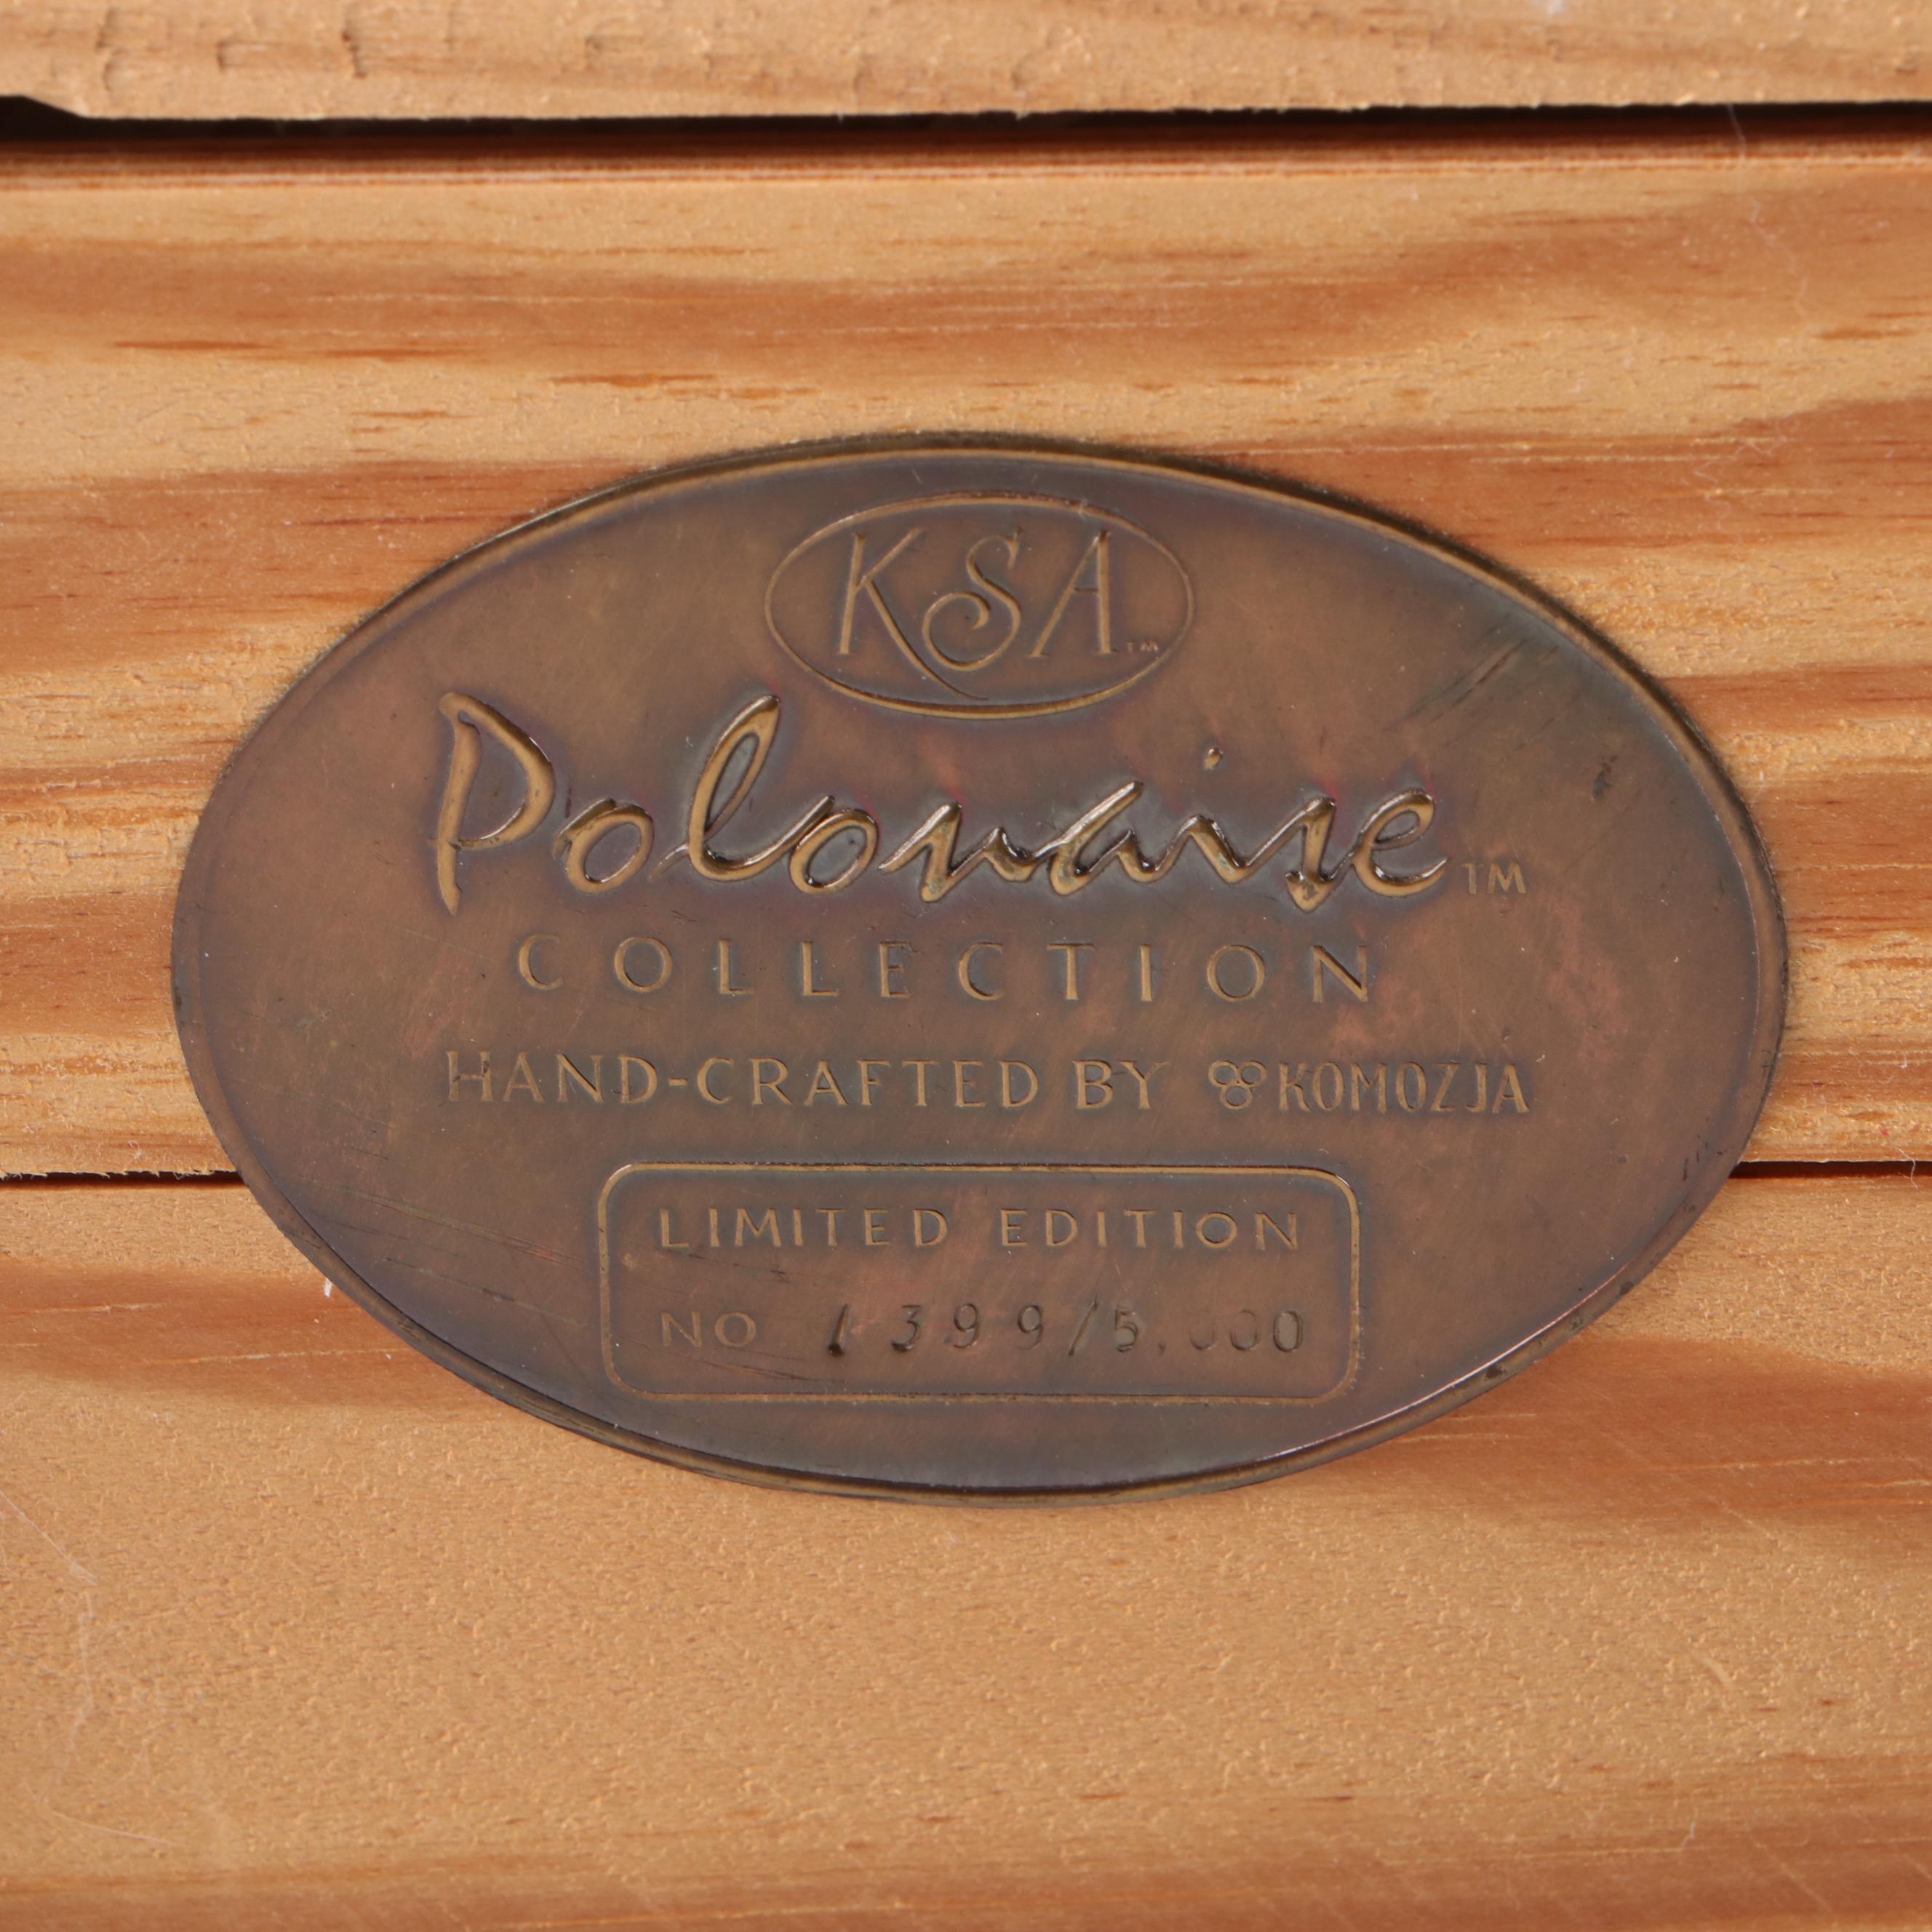 KSA™
Polonaise™
COLLECTION
HAND-CRAFTED BY KOMOZJA
LIMITED EDITION
NO 1399/5,000